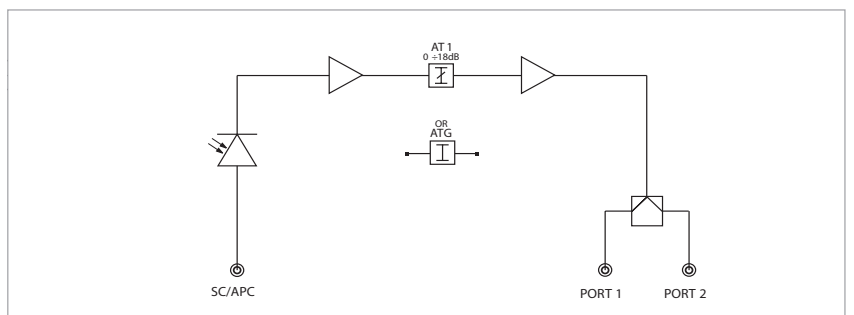 AT 1
0 ÷18dB
OR
ATG
SC/APC
PORT 1
PORT 2